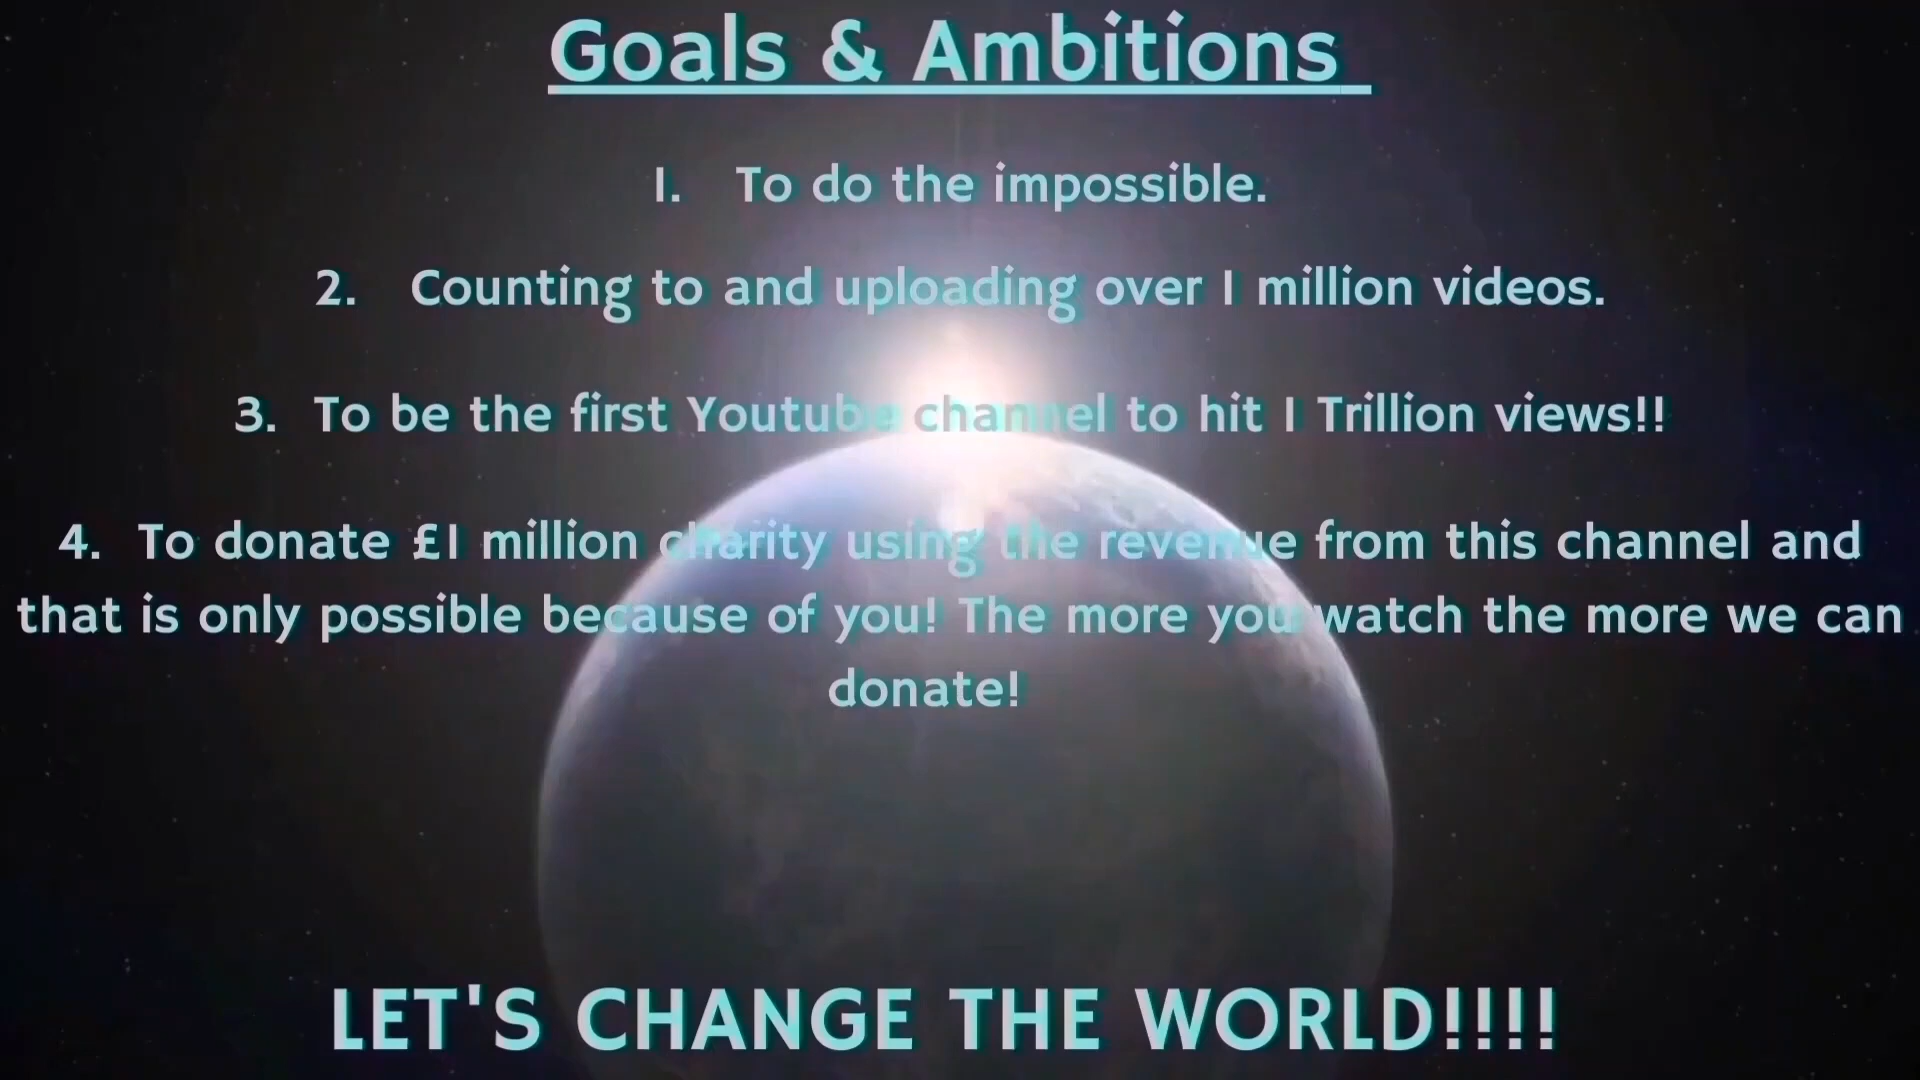 Goals & Ambitions
1. To do the impossible.
2. Counting to and uploading over 1 million videos.
3. To be the first Youtube channel to hit 1 Trillion views!!
4. To donate £1 million charity using the revenue from this channel and
that is only possible because of you! The more you watch the more we can
donate!
LET'S CHANGE THE WORLD!!!!